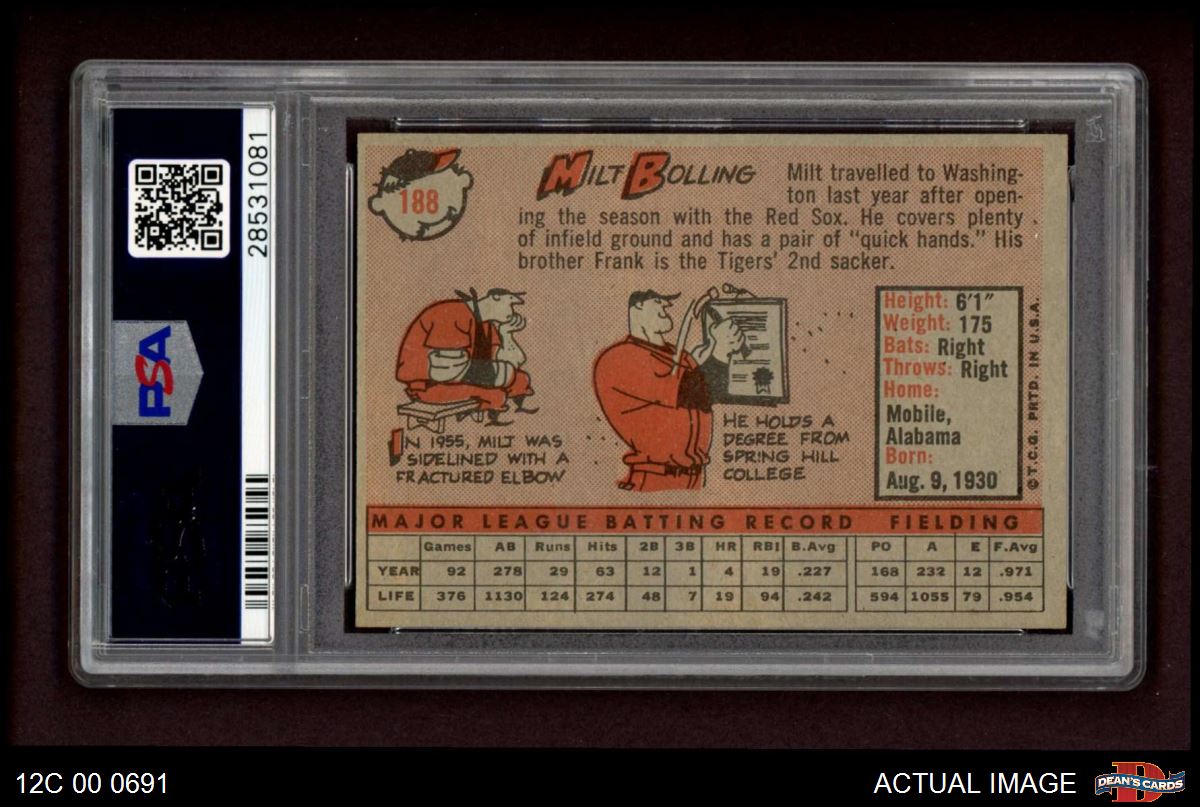 28531081
PSA
188
MILT BOLLING
Milt travelled to Washing-
ton last year after open-
ing the season with the Red Sox. He covers plenty
of infield ground and has a pair of "quick hands." His
brother Frank is the Tigers' 2nd sacker.
IN 1955, MILT WAS
SIDELINED WITH A
FRACTURED ELBOW
HE HOLDS A
DEGREE FROM
SPRING HILL
COLLEGE
Height: 6'1"
Weight: 175
Bats: Right
Throws: Right
Home:
Mobile,
Alabama
Born:
Aug. 9, 1930
©T.C.G. PRTD. IN U.S.A.
MAJOR LEAGUE BATTING RECORD FIELDING
Games AB Runs Hits 2B 3B HR RBI B.Avg PO A E F.Avg
YEAR 92 278 29 63 12 1 4 19 .227 168 232 12 .971
LIFE 376 1130 124 274 48 7 19 94 .242 594 1055 79 .954
12C 00 0691
ACTUAL IMAGE
DEAN'S CARDS